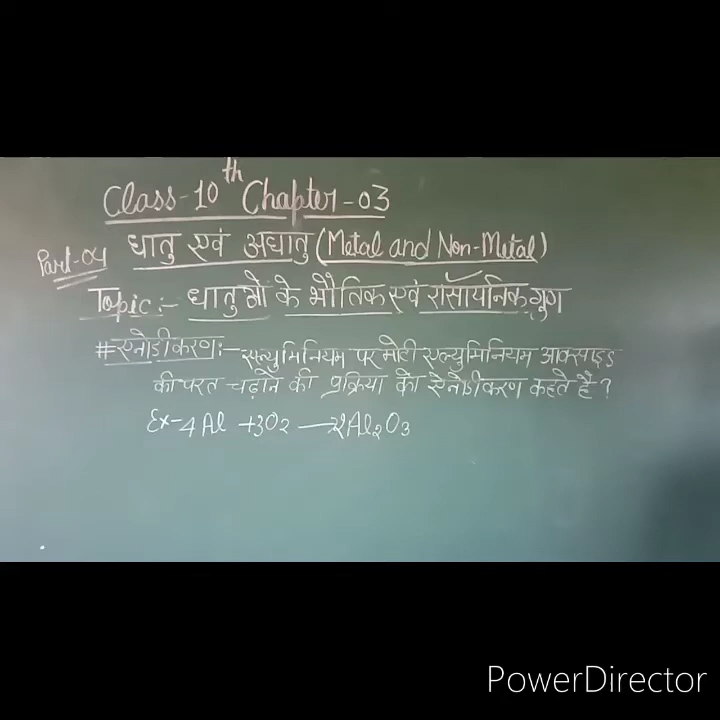 Class-10th Chapter-03
Part-04 धातु एवं अधातु (Metal and Non-Metal)
Topic:- धातुओ के भौतिक एवं रासायनिक गुण
#एनोडीकरण:- एल्युमिनियम पर मोटी एल्युमिनियम आक्साइड
की परत चढ़ाने की प्रक्रिया को ऐनोडीकरण कहते है?
Ex-4Al +3O2 —2Al2O3
PowerDirector